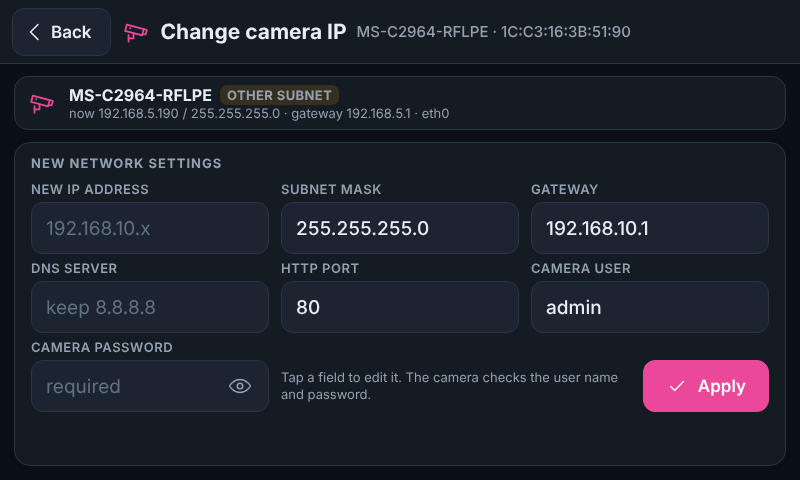 Back Change camera IP MS-C2964-RFLPE · 1C:C3:16:3B:51:90
MS-C2964-RFLPE OTHER SUBNET
now 192.168.5.190 / 255.255.255.0 · gateway 192.168.5.1 · eth0
NEW NETWORK SETTINGS
NEW IP ADDRESS SUBNET MASK GATEWAY
192.168.10.x 255.255.255.0 192.168.10.1
DNS SERVER HTTP PORT CAMERA USER
keep 8.8.8.8 80 admin
CAMERA PASSWORD
required Tap a field to edit it. The camera checks the user name
and password.
Apply